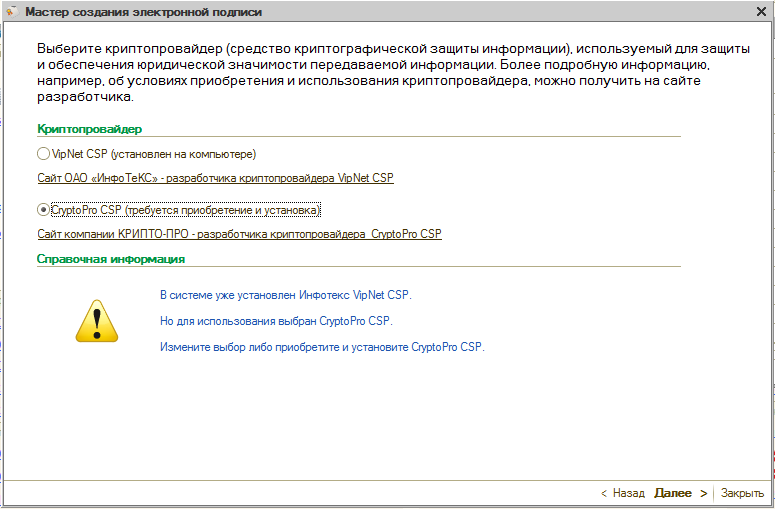 Мастер создания электронной подписи
Выберите криптопровайдер (средство криптографической защиты информации), используемый для защиты
и обеспечения юридической значимости передаваемой информации. Более подробную информацию,
например, об условиях приобретения и использования криптопровайдера, можно получить на сайте
разработчика.
Криптопровайдер
VipNet CSP (установлен на компьютере)
Сайт ОАО «ИнфоТеКС» - разработчика криптопровайдера VipNet CSP
CryptoPro CSP (требуется приобретение и установка)
Сайт компании КРИПТО-ПРО - разработчика криптопровайдера CryptoPro CSP
Справочная информация
В системе уже установлен Инфотекс VipNet CSP.
Но для использования выбран CryptoPro CSP.
Измените выбор либо приобретите и установите CryptoPro CSP.
< Назад Далее > Закрыть